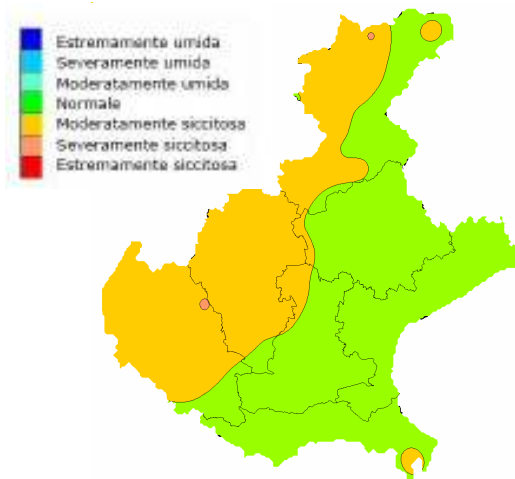 Estremamente umida
Severamente umida
Moderatamente umida
Normale
Moderatamente siccitosa
Severamente siccitosa
Estremamente siccitosa